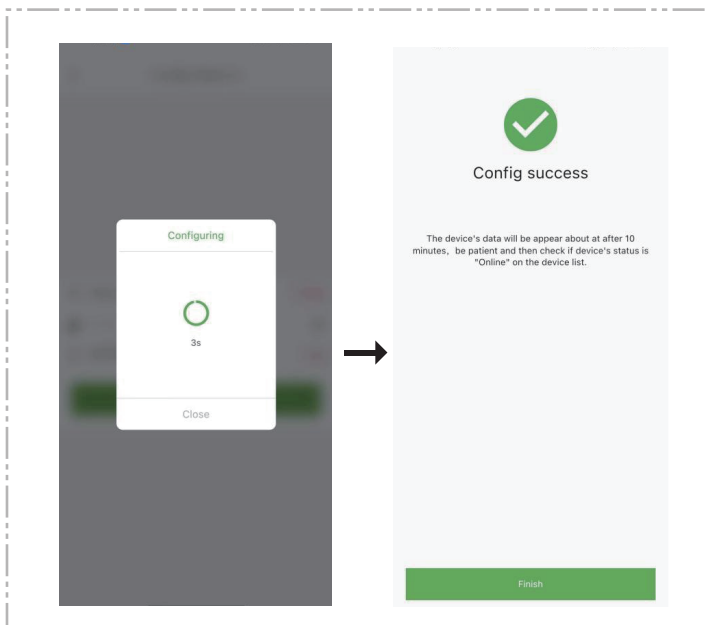 Configuring
3s
Close
Config success
The device's data will be appear about at after 10
minutes, be patient and then check if device's status is
"Online" on the device list.
Finish